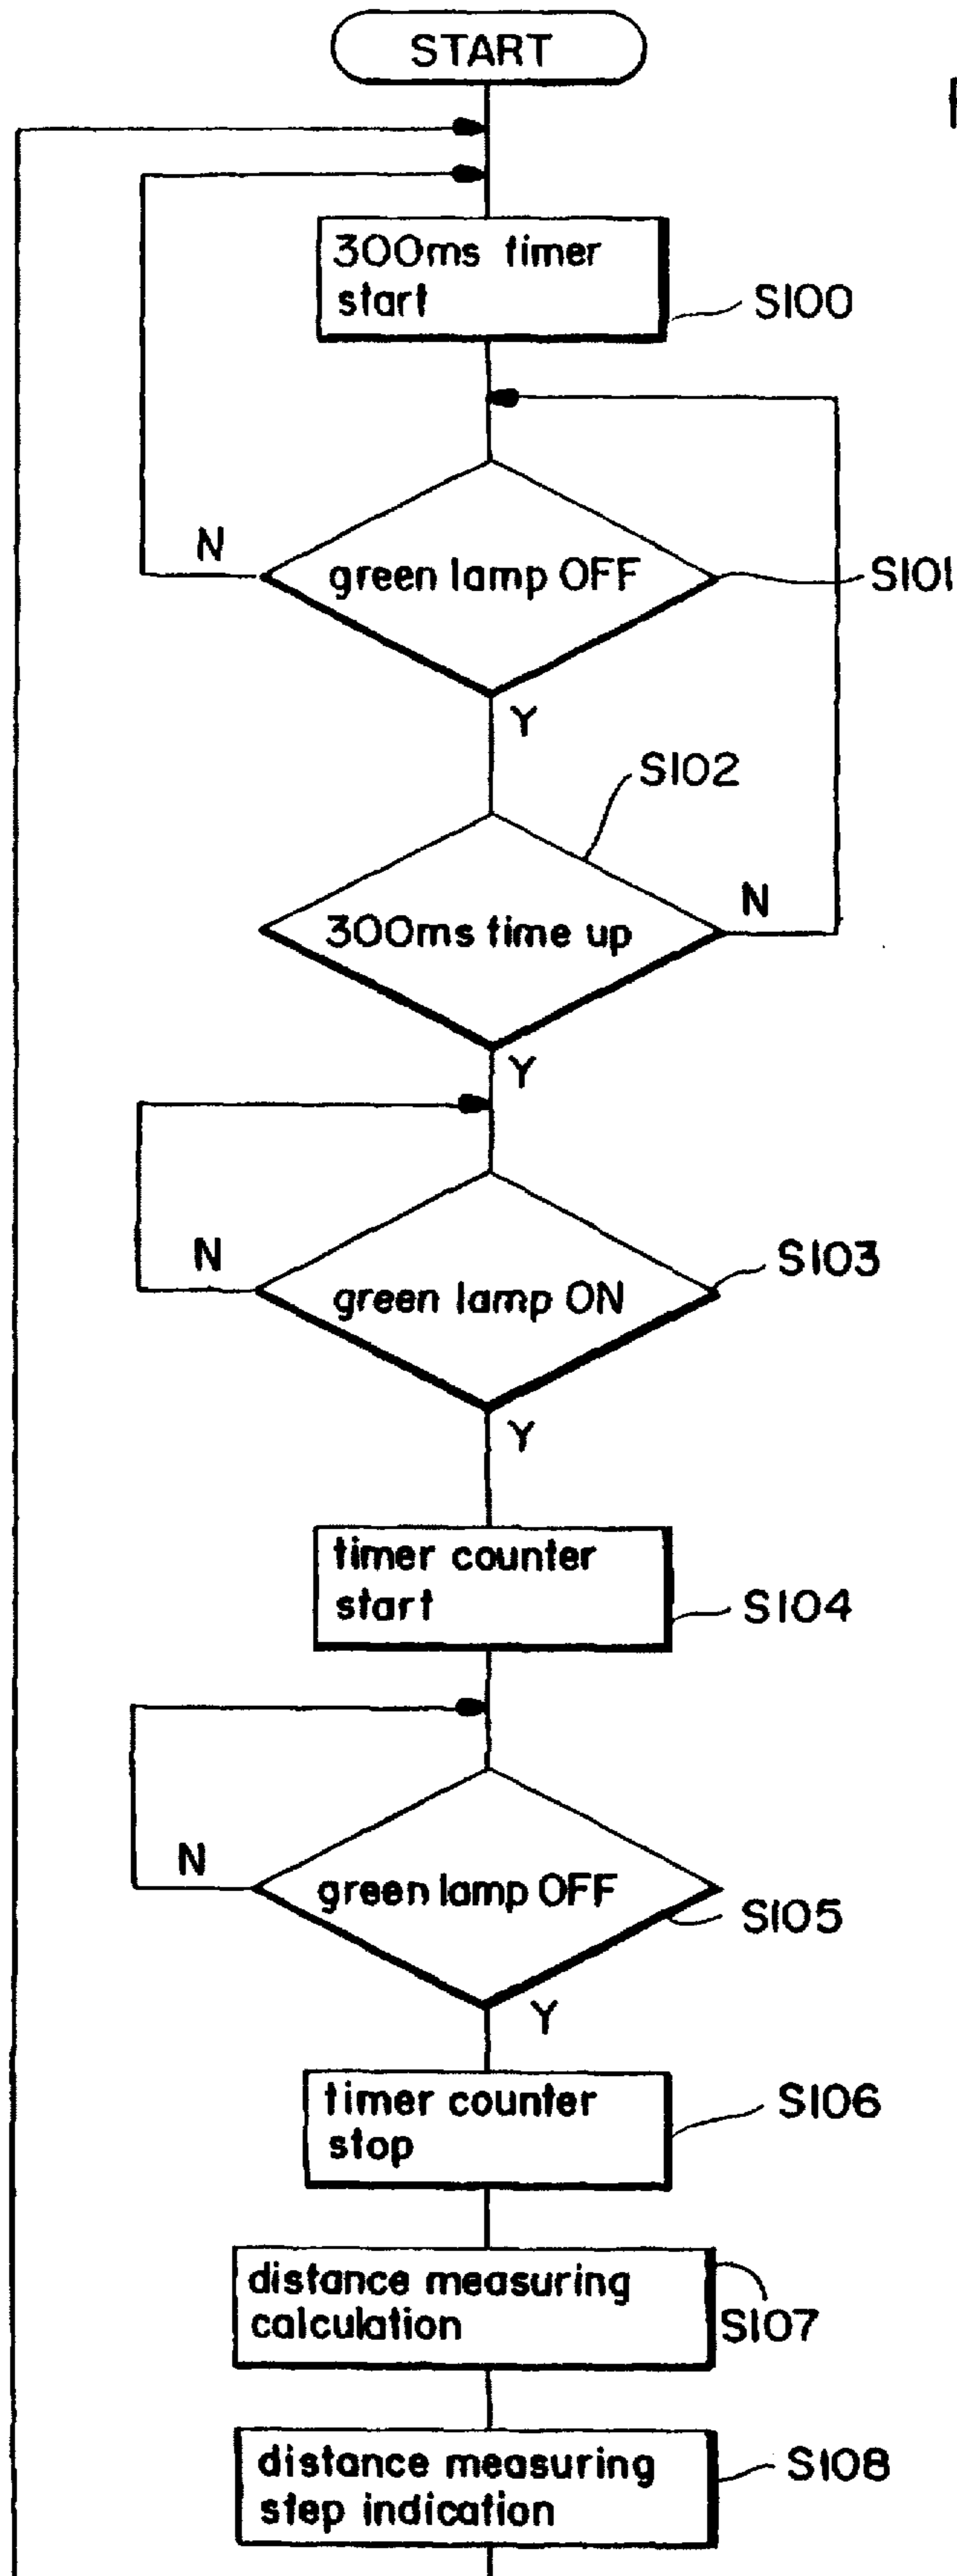 START
300ms timer
start
S100
N
green lamp OFF
S101
Y
S102
300ms time up
N
Y
N
green lamp ON
S103
Y
timer counter
start
S104
N
green lamp OFF
S105
Y
timer counter
stop
S106
distance measuring
calculation
S107
distance measuring
step indication
S108